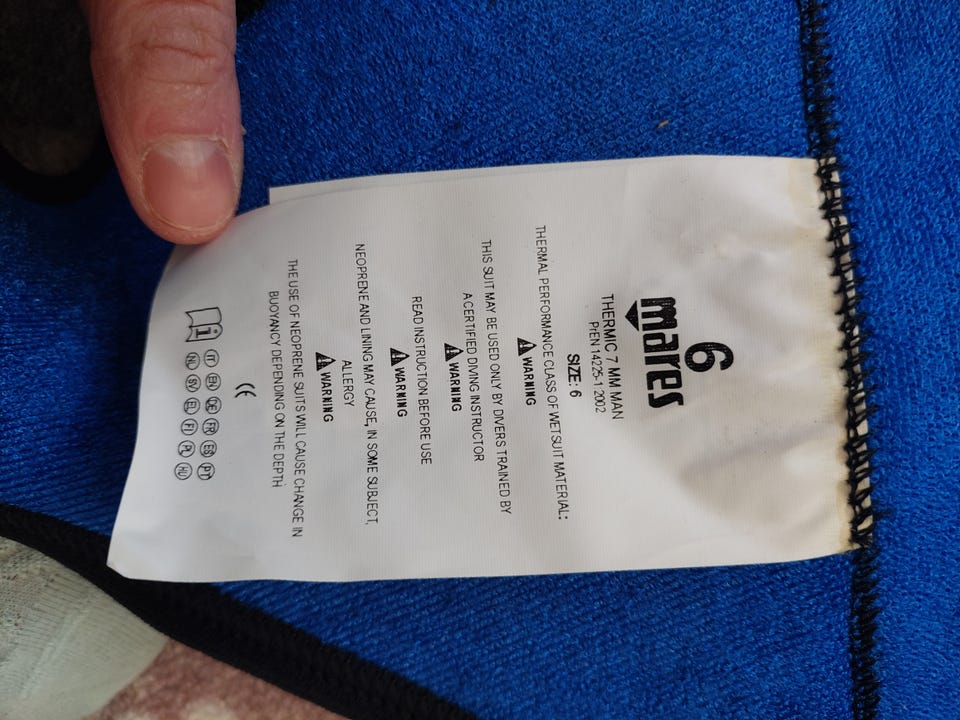 6
mares
THERMIC 7 MM MAN
PrEN 14225-1 2002
SIZE: 6
THERMAL PERFORMANCE CLASS OF WETSUIT MATERIAL:
WARNING
THIS SUIT MAY BE USED ONLY BY DIVERS TRAINED BY
A CERTIFIED DIVING INSTRUCTOR
WARNING
READ INSTRUCTION BEFORE USE
WARNING
NEOPRENE AND LINING MAY CAUSE, IN SOME SUBJECT,
ALLERGY
WARNING
THE USE OF NEOPRENE SUITS WILL CAUSE CHANGE IN
BUOYANCY DEPENDING ON THE DEPTH
CE
i IT EN DE FR ES PT
NL SV EL FI PL HU